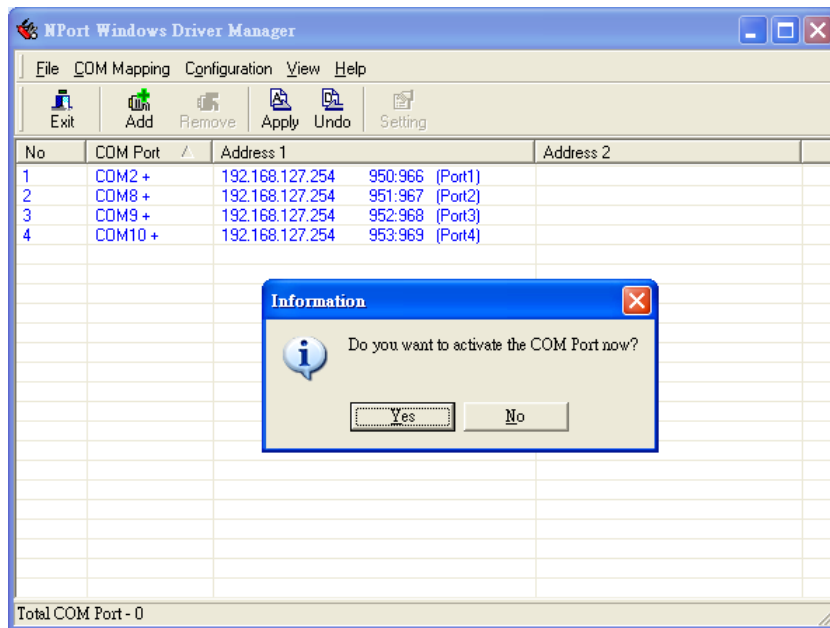 NPort Windows Driver Manager
File COM Mapping Configuration View Help
Exit Add Remove Apply Undo Setting
No COM Port Address 1 Address 2
1 COM2 + 192.168.127.254 950:966 (Port1)
2 COM8 + 192.168.127.254 951:967 (Port2)
3 COM9 + 192.168.127.254 952:968 (Port3)
4 COM10 + 192.168.127.254 953:969 (Port4)
Information
Do you want to activate the COM Port now?
Yes No
Total COM Port - 0